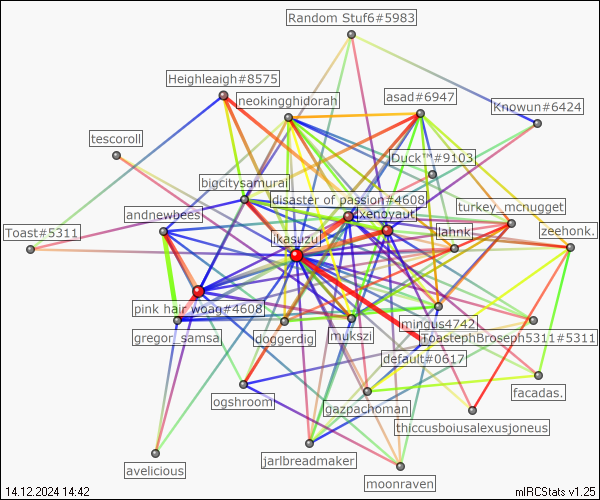 Random Stuf6#5983
Heighleaigh#8575
neokingghidorah
asad#6947
Knowun#6424
tescoroll
Duck™#9103
bigcitysamurai
disaster of passion#4608
andnewbees
xenoyaut
turkey_mcnugget
Toast#5311
ikasuzu
lahnk
zeehonk.
pink hair woag#4608
gregor_samsa
doggerdig
mukszi
mingus4742
ToastephBroseph5311#5311
default#0617
ogshroom
gazpachoman
facadas.
thiccusboiusalexusjoneus
avelicious
jarlbreadmaker
moonraven
14.12.2024 14:42
mIRCStats v1.25